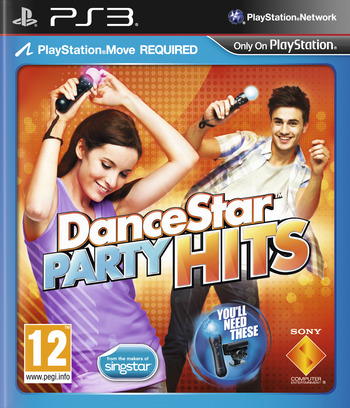 PS3
PlayStation®Network
PlayStation®Move REQUIRED
Only On PlayStation®
DanceStar™
PARTY HITS
YOU'LL
NEED
THESE
12
www.pegi.info
from the makers of
singstar
SONY
COMPUTER
ENTERTAINMENT®